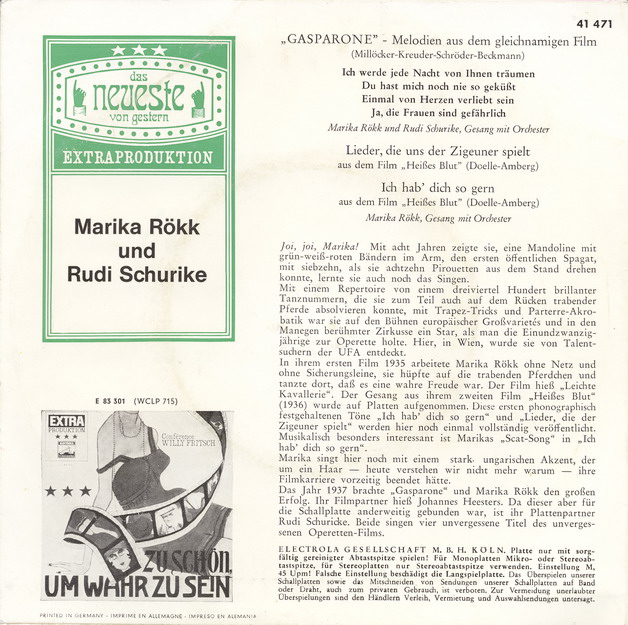 41 471
das
neueste
von gestern
EXTRAPRODUKTION
Marika Rökk
und
Rudi Schurike
„GASPARONE” - Melodien aus dem gleichnamigen Film
(Millöcker-Kreuder-Schröder-Beckmann)
Ich werde jede Nacht von Ihnen träumen
Du hast mich noch nie so geküßt
Einmal von Herzen verliebt sein
Ja, die Frauen sind gefährlich
Marika Rökk und Rudi Schurike, Gesang mit Orchester
Lieder, die uns der Zigeuner spielt
aus dem Film „Heißes Blut” (Doelle-Amberg)
Ich hab' dich so gern
aus dem Film „Heißes Blut” (Doelle-Amberg)
Marika Rökk, Gesang mit Orchester
Joi, joi, Marika! Mit acht Jahren zeigte sie, eine Mandoline mit
grün-weiß-roten Bändern im Arm, den ersten öffentlichen Spagat,
mit siebzehn, als sie achtzehn Pirouetten aus dem Stand drehen
konnte, lernte sie auch noch das Singen.
Mit einem Repertoire von einem dreiviertel Hundert brillanter
Tanznummern, die sie zum Teil auch auf dem Rücken trabender
Pferde absolvieren konnte, mit Trapez-Tricks und Parterre-Akro-
batik war sie auf den Bühnen europäischer Großvarietés und in den
Manegen berühmter Zirkusse ein Star, als man die Einundzwanzig-
jährige zur Operette holte. Hier, in Wien, wurde sie von Talent-
suchern der UFA entdeckt.
In ihrem ersten Film 1935 arbeitete Marika Rökk ohne Netz und
ohne Sicherungsleine, sie hüpfte auf die trabenden Pferdchen und
tanzte dort, daß es eine wahre Freude war. Der Film hieß „Leichte
Kavallerie”. Der Gesang aus ihrem zweiten Film „Heißes Blut”
(1936) wurde auf Platten aufgenommen. Diese ersten phonographisch
festgehaltenen Töne „Ich hab' dich so gern” und „Lieder, die der
Zigeuner spielt” werden hier noch einmal vollständig veröffentlicht.
Musikalisch besonders interessant ist Marikas „Scat-Song” in „Ich
hab' dich so gern”.
Marika singt hier noch mit einem stark ungarischen Akzent, der
um ein Haar — heute verstehen wir nicht mehr warum — ihre
Filmkarriere vorzeitig beendet hätte.
Das Jahr 1937 brachte „Gasparone” und Marika Rökk den großen
Erfolg. Ihr Filmpartner hieß Johannes Heesters. Da dieser aber für
die Schallplatte anderweitig gebunden war, ist ihr Plattenpartner
Rudi Schuricke. Beide singen vier unvergessene Titel des unverges-
senen Operetten-Films.
ELECTROLA GESELLSCHAFT M. B. H. KÖLN. Platte nur mit sorg-
fältig gereinigter Abtastspitze spielen! Für Monoplatten Mikro- oder Stereoab-
tastspitze, für Stereoplatten nur Stereoabtastspitze verwenden. Einstellung M,
45 Upm! Falsche Einstellung beschädigt die Langspielplatte. Das Überspielen unserer
Schallplatten sowie das Mitschneiden von Sendungen unserer Schallplatten auf Band
oder Draht, auch zum privaten Gebrauch, ist verboten. Zur Vermeidung unerlaubter
Überspielungen sind den Händlern Verleih, Vermietung und Auswahlsendungen untersagt.
E 83 301 (WCLP 715)
EXTRA
PRODUKTION
Conférence
WILLY FRITSCH
ZU SCHÖN,
UM WAHR ZU SEIN
PRINTED IN GERMANY - IMPRIMÉ EN ALLEMAGNE - IMPRESO EN ALEMANIA